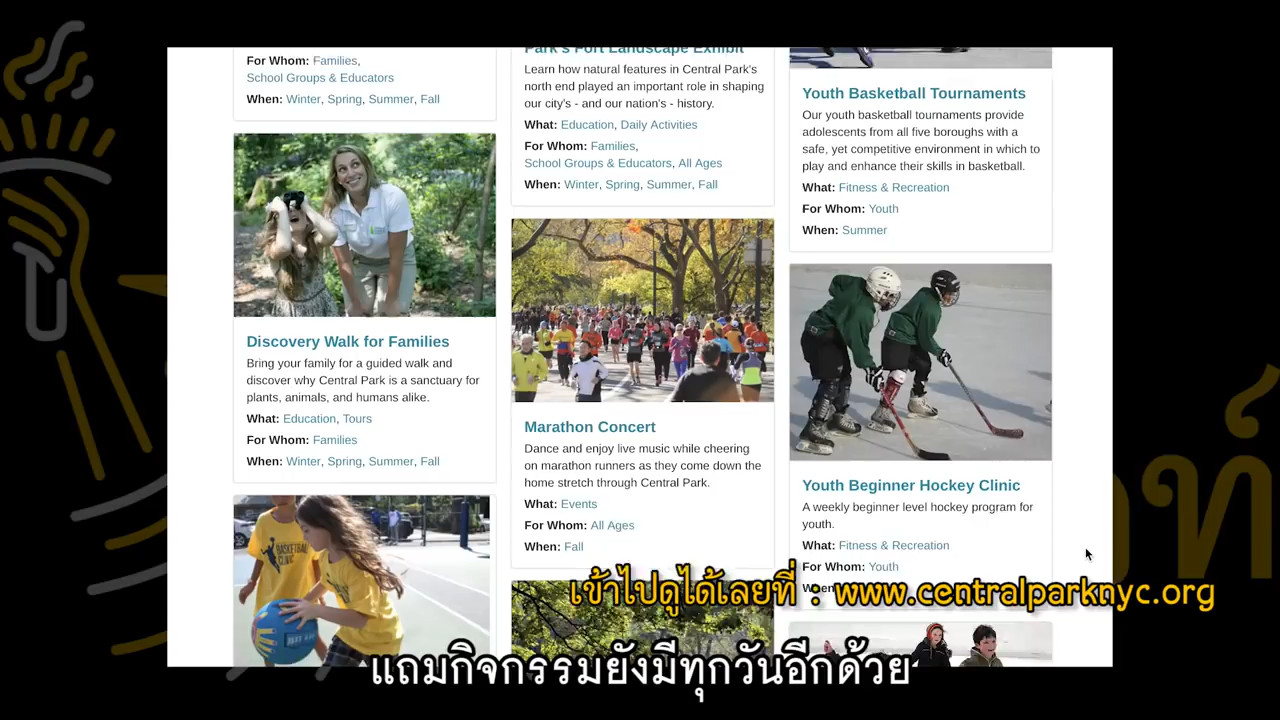 For Whom: Families,
School Groups & Educators
When: Winter, Spring, Summer, Fall
Discovery Walk for Families
Bring your family for a guided walk and
discover why Central Park is a sanctuary for
plants, animals, and humans alike.
What: Education, Tours
For Whom: Families
When: Winter, Spring, Summer, Fall
BASKETBALL
CLINIC
Park's Fort Landscape Exhibit
Learn how natural features in Central Park's
north end played an important role in shaping
our city's - and our nation's - history.
What: Education, Daily Activities
For Whom: Families,
School Groups & Educators, All Ages
When: Winter, Spring, Summer, Fall
Marathon Concert
Dance and enjoy live music while cheering
on marathon runners as they come down the
home stretch through Central Park.
What: Events
For Whom: All Ages
When: Fall
Youth Basketball Tournaments
Our youth basketball tournaments provide
adolescents from all five boroughs with a
safe, yet competitive environment in which to
play and enhance their skills in basketball.
What: Fitness & Recreation
For Whom: Youth
When: Summer
Youth Beginner Hockey Clinic
A weekly beginner level hockey program for
youth.
What: Fitness & Recreation
For Whom: Youth
เข้าไปดูได้เลยที่ : www.centralparknyc.org
แถมกิจกรรมยังมีทุกวันอีกด้วย